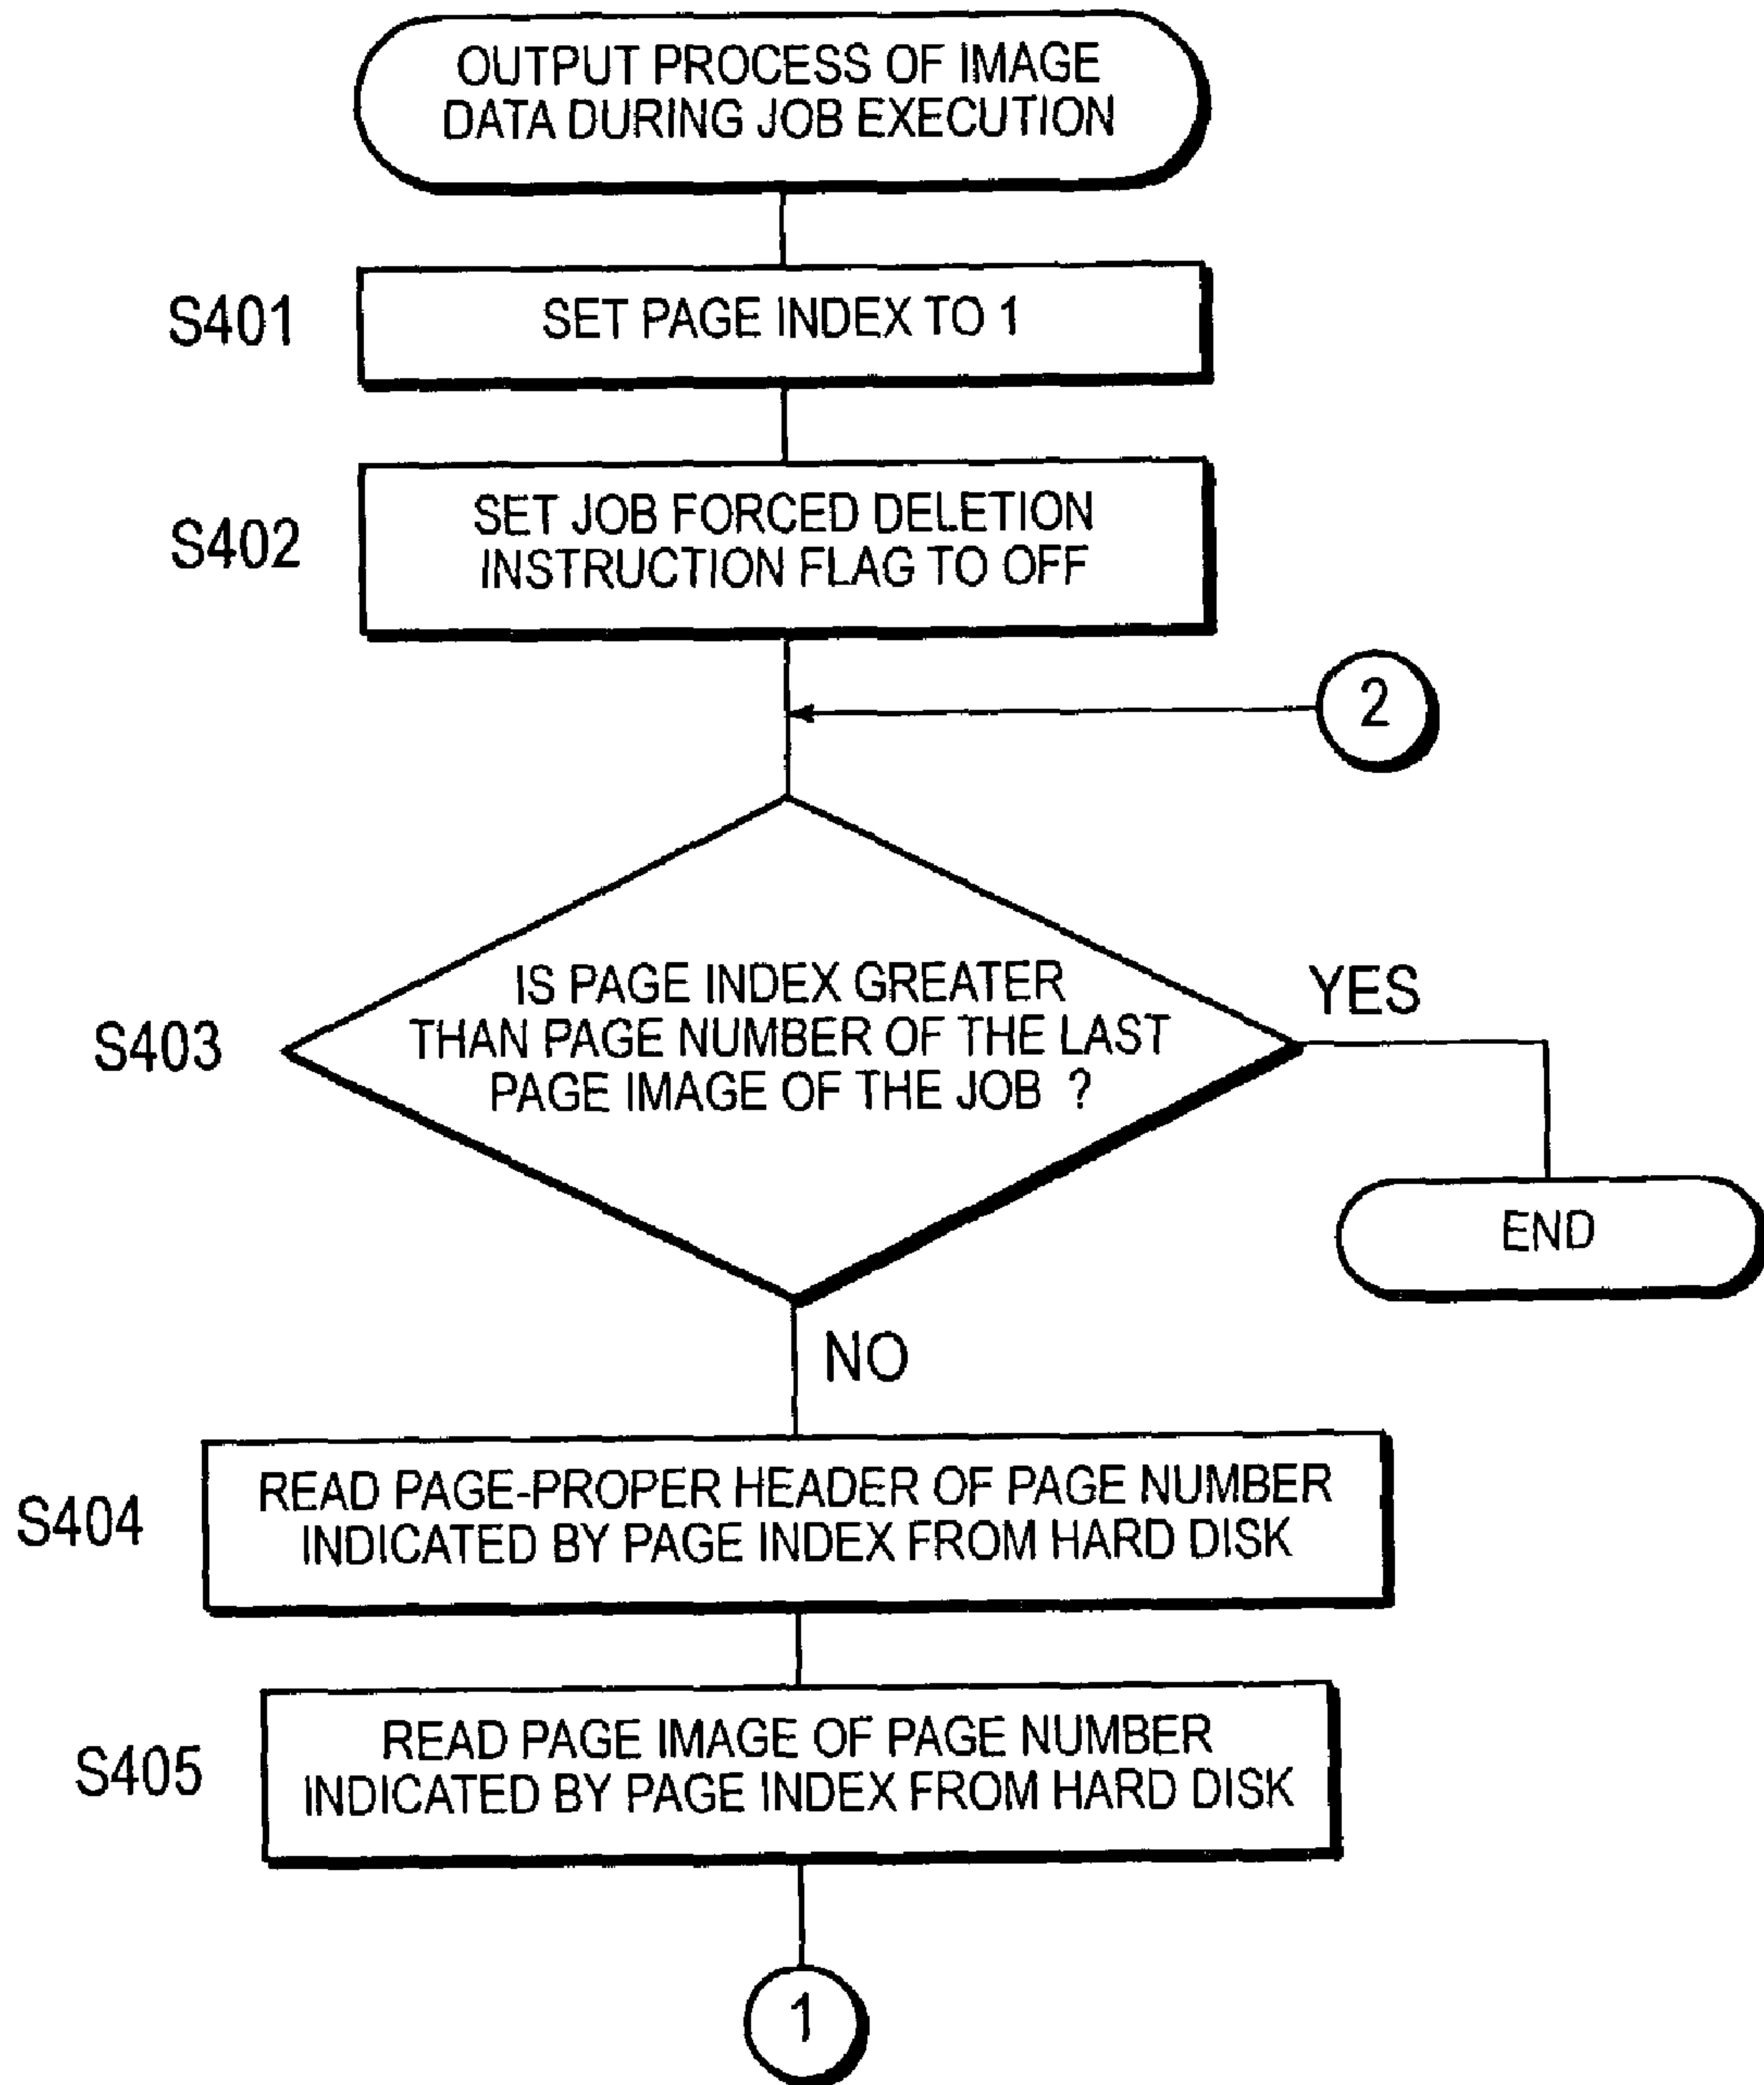 OUTPUT PROCESS OF IMAGE
DATA DURING JOB EXECUTION
S401
SET PAGE INDEX TO 1
S402
SET JOB FORCED DELETION
INSTRUCTION FLAG TO OFF
2
S403
IS PAGE INDEX GREATER
THAN PAGE NUMBER OF THE LAST
PAGE IMAGE OF THE JOB ?
YES
END
NO
S404
READ PAGE-PROPER HEADER OF PAGE NUMBER
INDICATED BY PAGE INDEX FROM HARD DISK
S405
READ PAGE IMAGE OF PAGE NUMBER
INDICATED BY PAGE INDEX FROM HARD DISK
1